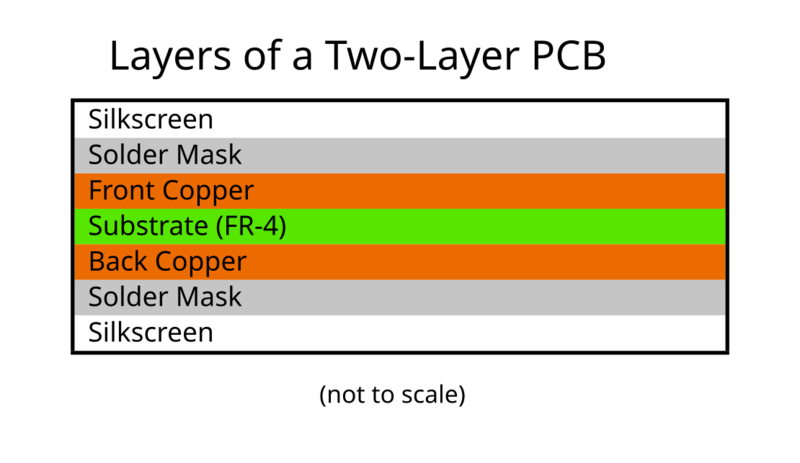 Layers of a Two-Layer PCB
Silkscreen
Solder Mask
Front Copper
Substrate (FR-4)
Back Copper
Solder Mask
Silkscreen
(not to scale)